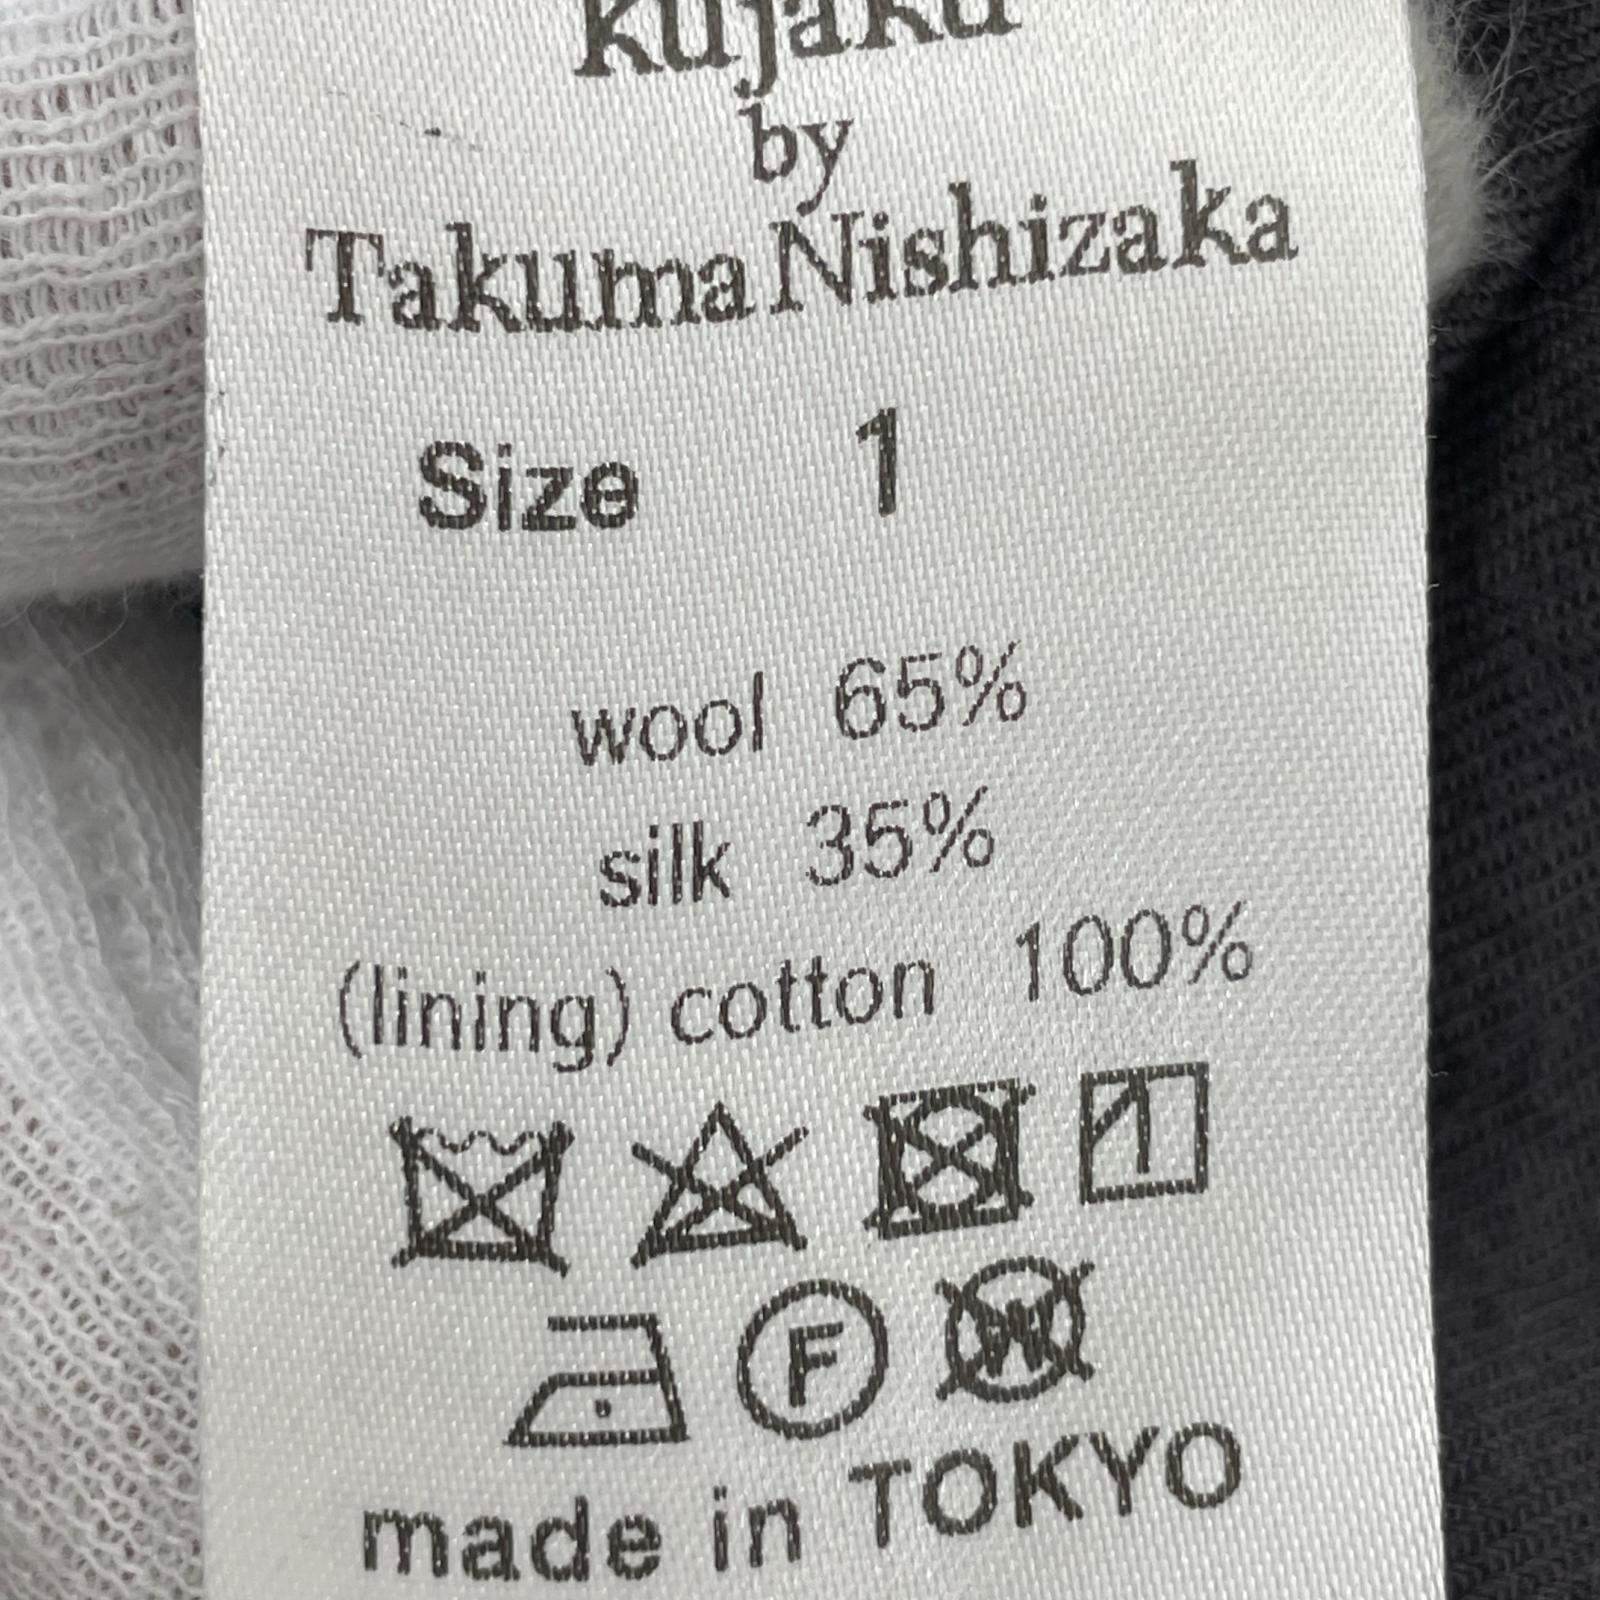 kujaku
by
Takuma Nishizaka
Size 1
wool 65%
silk 35%
(lining) cotton 100%
F W
made in TOKYO